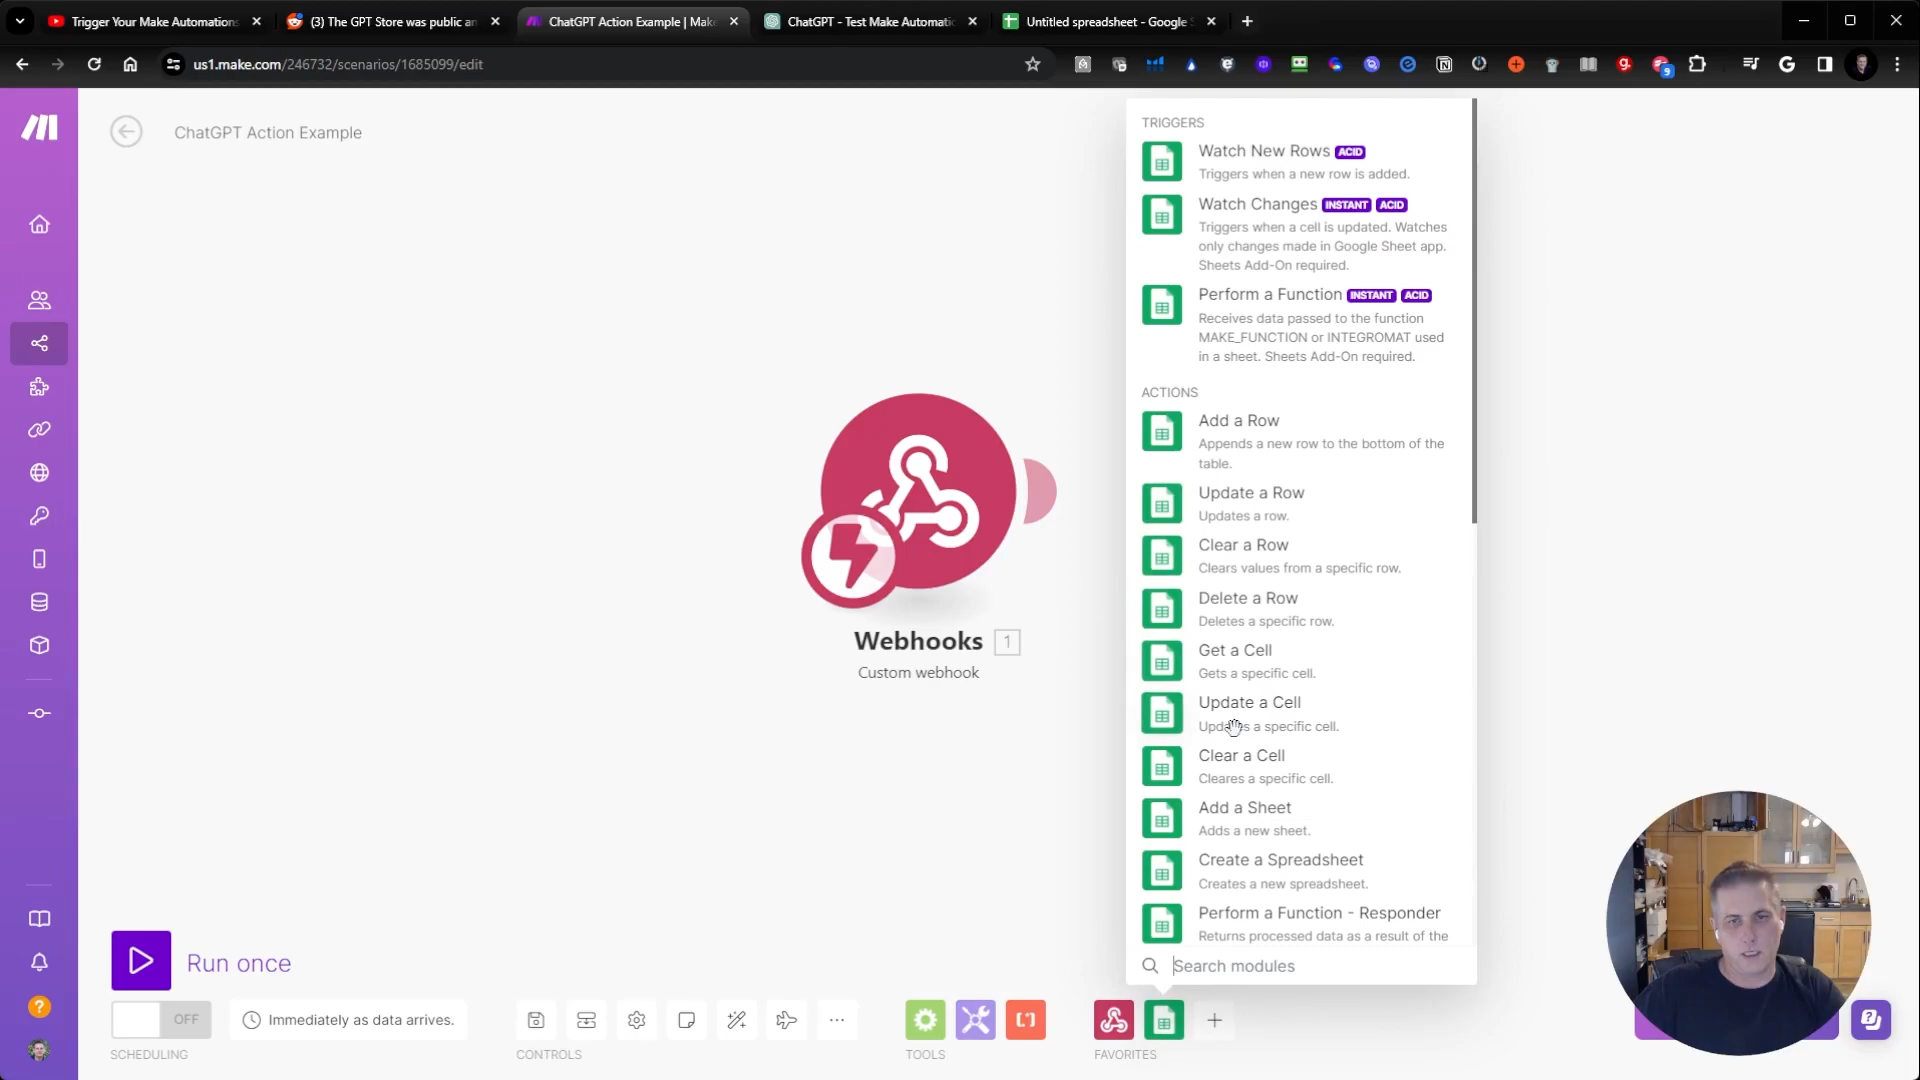 Trigger Your Make Automations
(3) The GPT Store was public an
ChatGPT Action Example | Make
ChatGPT - Test Make Automatic
Untitled spreadsheet - Google S
us1.make.com/246732/scenarios/1685099/edit
9
ChatGPT Action Example
TRIGGERS
Watch New Rows ACID
Triggers when a new row is added.
Watch Changes INSTANT ACID
Triggers when a cell is updated. Watches
only changes made in Google Sheet app.
Sheets Add-On required.
Perform a Function INSTANT ACID
Receives data passed to the function
MAKE_FUNCTION or INTEGROMAT used
in a sheet. Sheets Add-On required.
ACTIONS
Add a Row
Appends a new row to the bottom of the
table.
Update a Row
Updates a row.
Clear a Row
Clears values from a specific row.
Delete a Row
Deletes a specific row.
Get a Cell
Gets a specific cell.
Update a Cell
Updates a specific cell.
Clear a Cell
Cleares a specific cell.
Add a Sheet
Adds a new sheet.
Create a Spreadsheet
Creates a new spreadsheet.
Perform a Function - Responder
Returns processed data as a result of the
Search modules
Webhooks 1
Custom webhook
Run once
OFF
Immediately as data arrives.
SCHEDULING
CONTROLS
TOOLS
FAVORITES